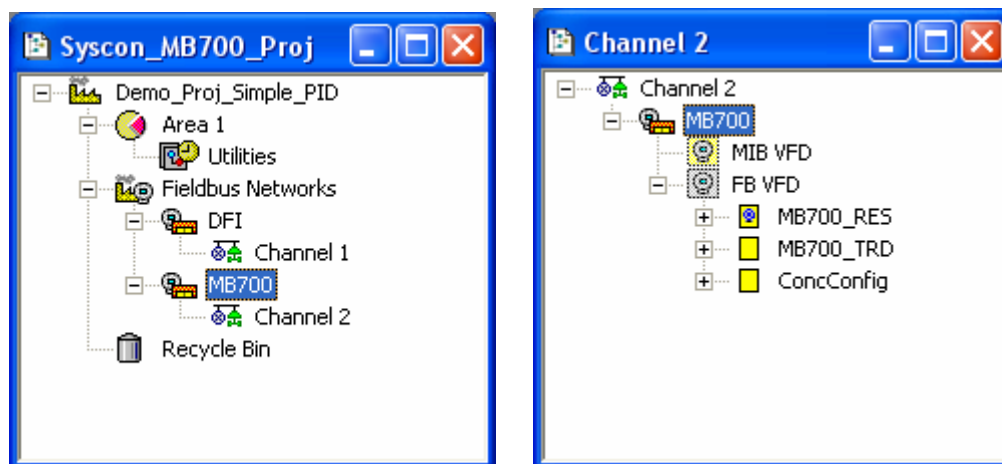 Syscon_MB700_Proj
Demo_Proj_Simple_PID
Area 1
Utilities
Fieldbus Networks
DFI
Channel 1
MB700
Channel 2
Recycle Bin
Channel 2
Channel 2
MB700
MIB VFD
FB VFD
MB700_RES
MB700_TRD
ConcConfig